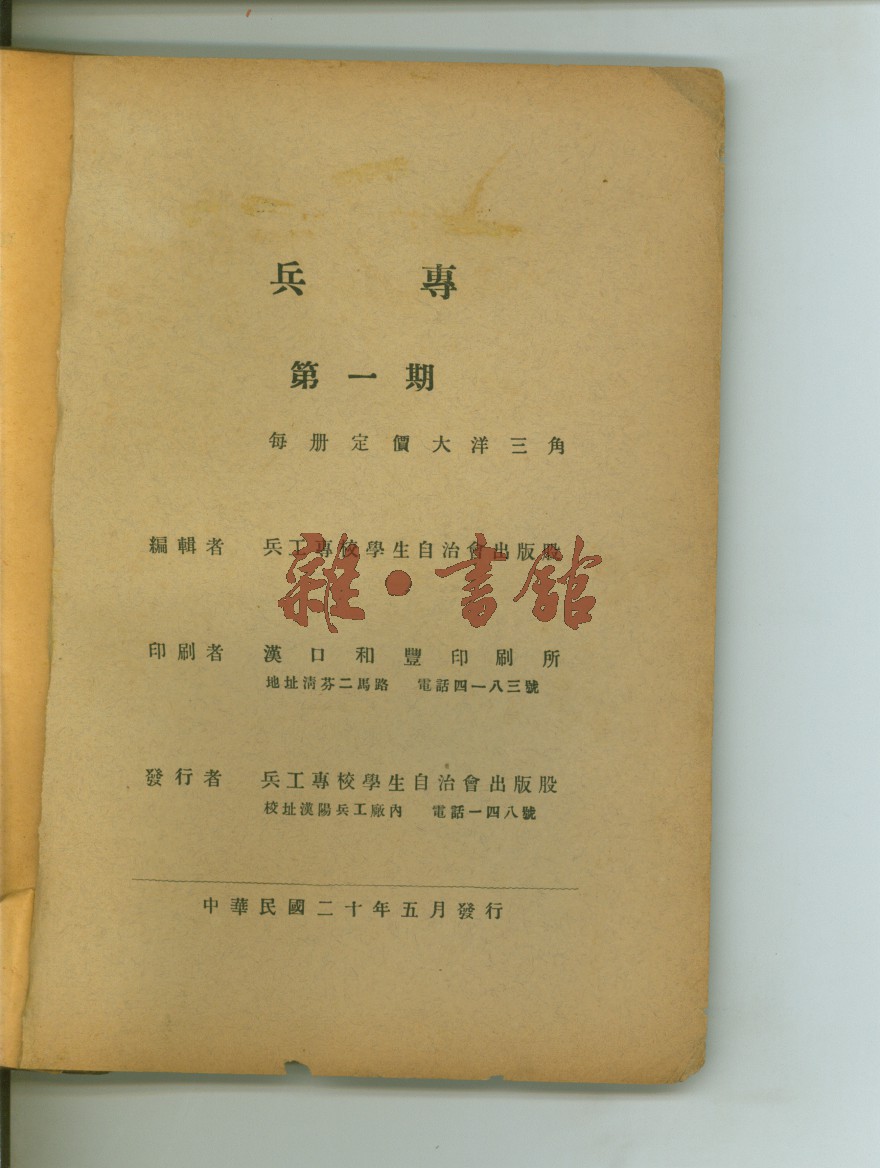 兵專
第一期
每册定價大洋三角
編輯者 兵工專校學生自治會出版股
雜·書館
印刷者 漢口和豐印刷所
地址清芬二馬路 電話四一八三號
發行者 兵工專校學生自治會出版股
校址漢陽兵工廠內 電話一四八號
中華民國二十年五月發行